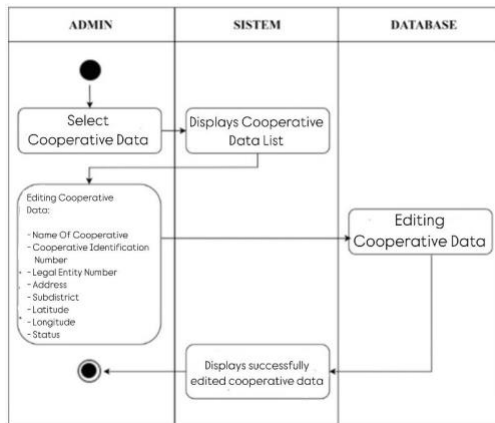 ADMIN
SISTEM
DATABASE
Select
Cooperative Data
Displays Cooperative
Data List
Editing Cooperative
Data:
- Name Of Cooperative
- Cooperative Identification
Number
- Legal Entity Number
- Address
- Subdistrict
- Latitude
- Longitude
- Status
Editing
Cooperative Data
Displays successfully
edited cooperative data